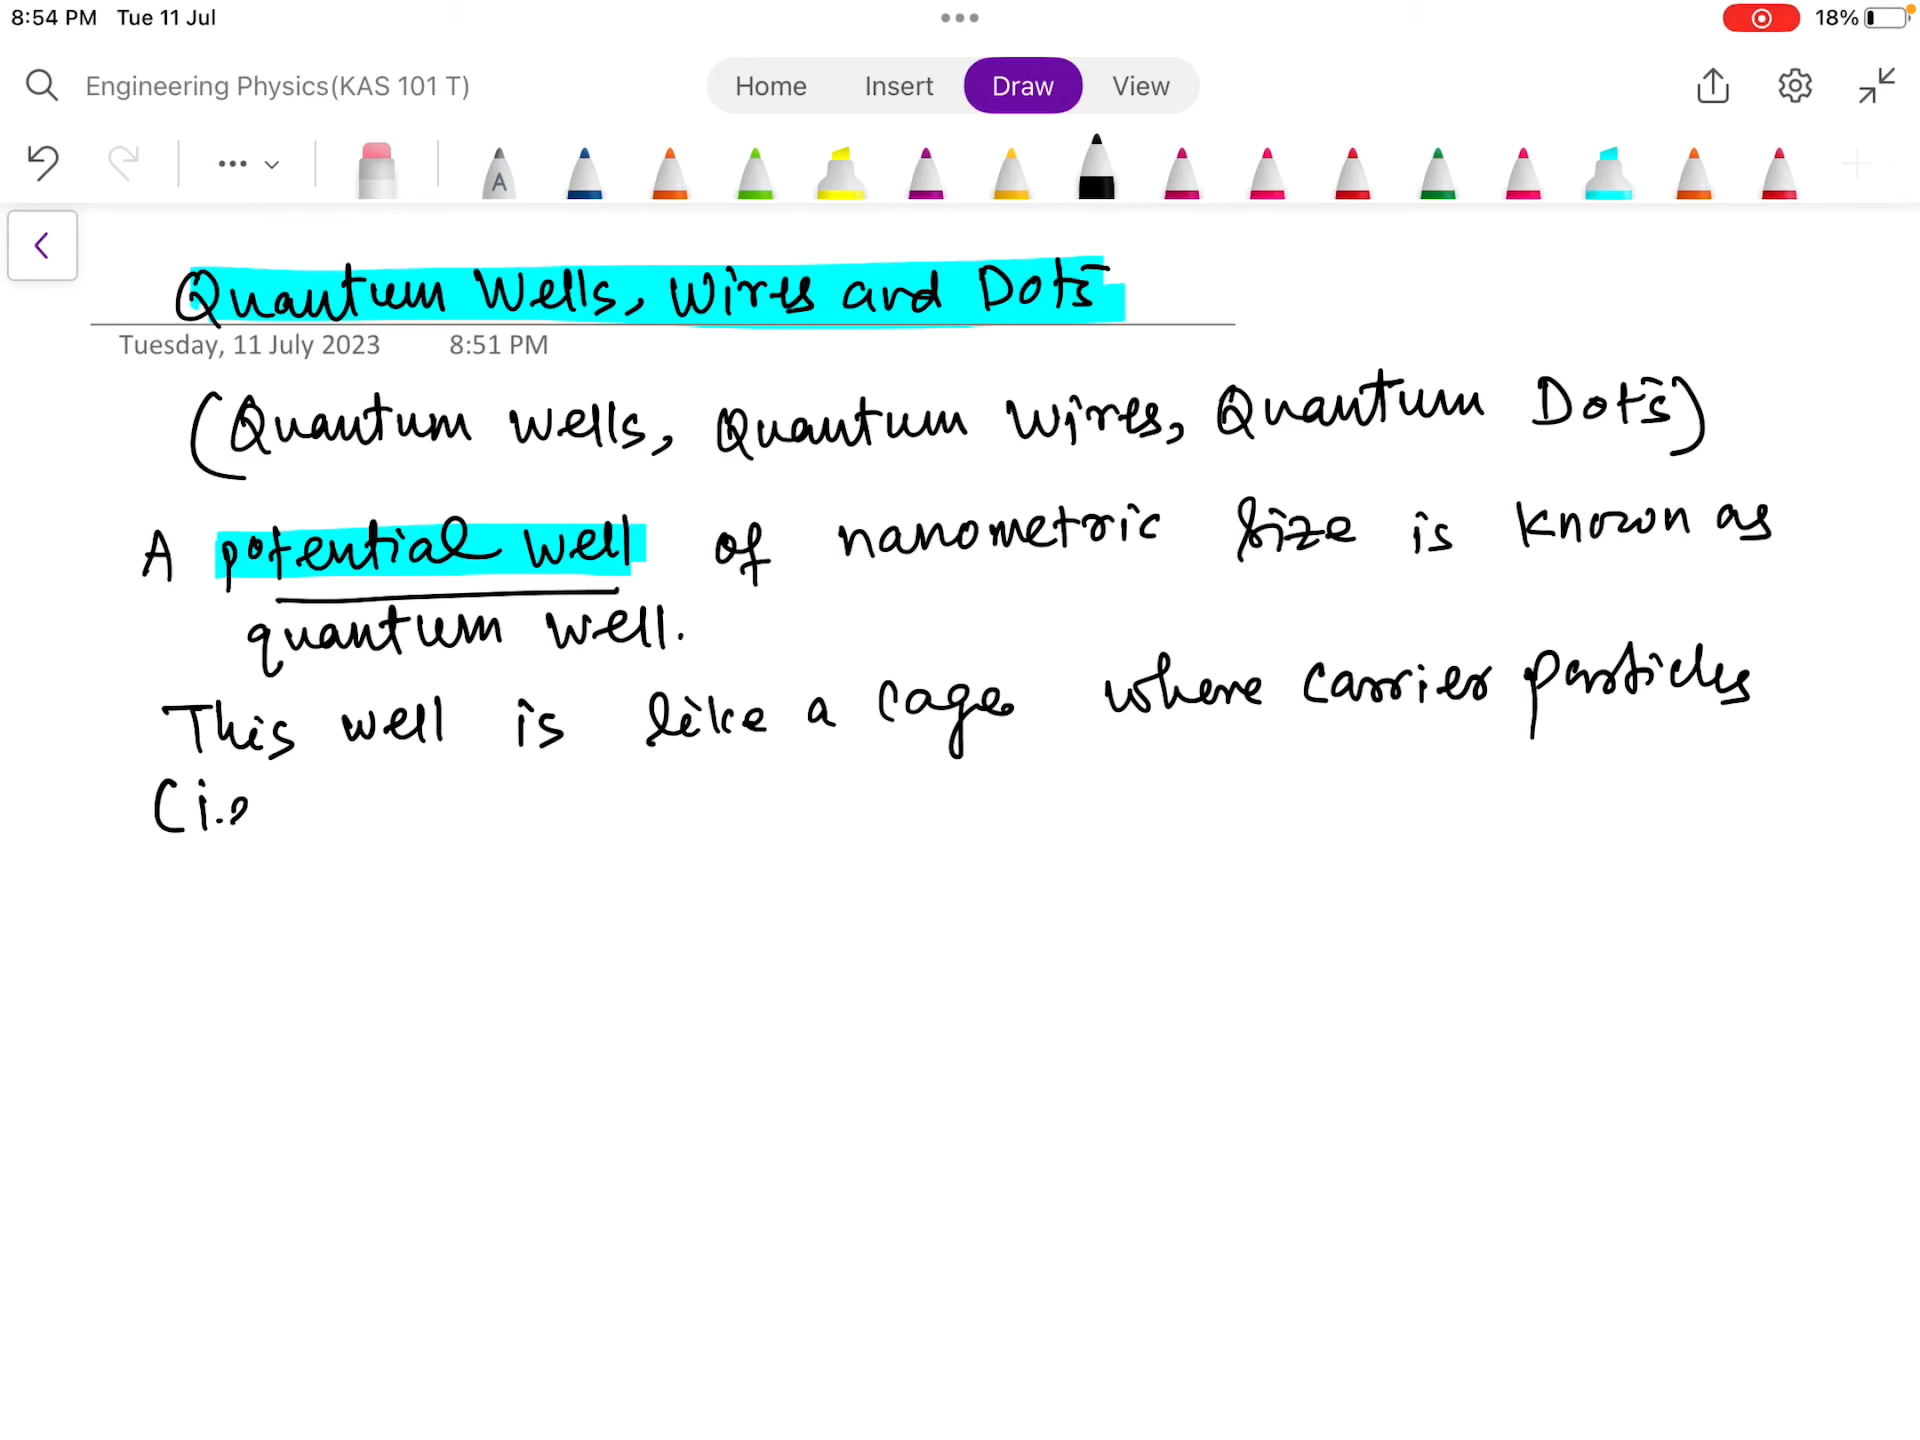 8:54 PM Tue 11 Jul
18%
Engineering Physics(KAS 101 T)
Home Insert Draw View
A
Quantum Wells, Wires and Dots
Tuesday, 11 July 2023 8:51 PM
(Quantum Wells, Quantum Wires, Quantum Dots)
A potential well of nanometric size is known as
quantum well.
This well is like a cage where carrier particles
(i.e